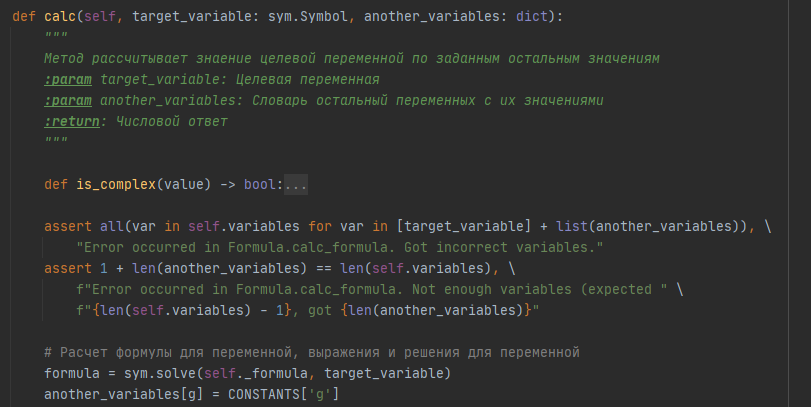 def calc(self, target_variable: sym.Symbol, another_variables: dict):
"""
Метод рассчитывает знаение целевой переменной по заданным остальным значениям
:param target_variable: Целевая переменная
:param another_variables: Словарь остальный переменных с их значениями
:return: Числовой ответ
"""
def is_complex(value) -> bool:...
assert all(var in self.variables for var in [target_variable] + list(another_variables)), \
"Error occurred in Formula.calc_formula. Got incorrect variables."
assert 1 + len(another_variables) == len(self.variables), \
f"Error occurred in Formula.calc_formula. Not enough variables (expected " \
f"{len(self.variables) - 1}, got {len(another_variables)}"
# Расчет формулы для переменной, выражения и решения для переменной
formula = sym.solve(self._formula, target_variable)
another_variables[g] = CONSTANTS['g']